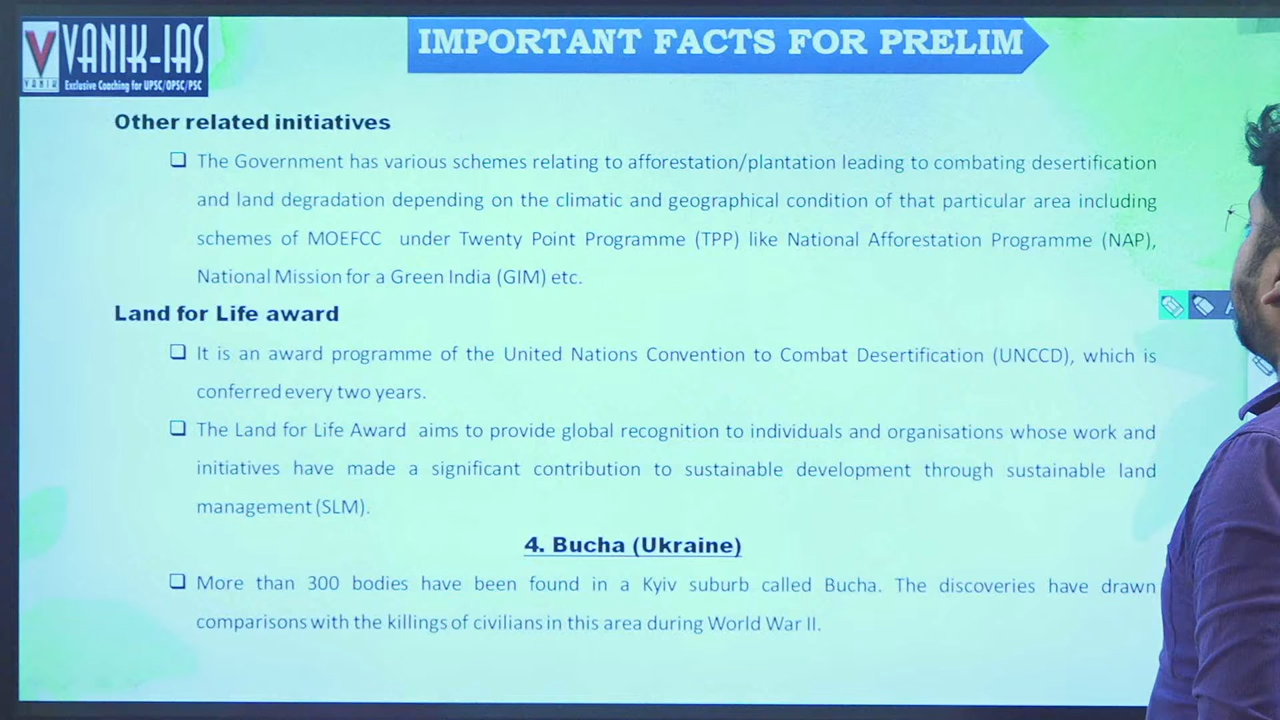 VANIK-IAS
VANIK
Exclusive Coaching for UPSC/OPSC/PSC
IMPORTANT FACTS FOR PRELIM
Other related initiatives
❑ The Government has various schemes relating to afforestation/plantation leading to combating desertification
and land degradation depending on the climatic and geographical condition of that particular area including
schemes of MOEFCC under Twenty Point Programme (TPP) like National Afforestation Programme (NAP),
National Mission for a Green India (GIM) etc.
Land for Life award
❑ It is an award programme of the United Nations Convention to Combat Desertification (UNCCD), which is
conferred every two years.
❑ The Land for Life Award aims to provide global recognition to individuals and organisations whose work and
initiatives have made a significant contribution to sustainable development through sustainable land
management (SLM).
4. Bucha (Ukraine)
❑ More than 300 bodies have been found in a Kyiv suburb called Bucha. The discoveries have drawn
comparisons with the killings of civilians in this area during World War II.